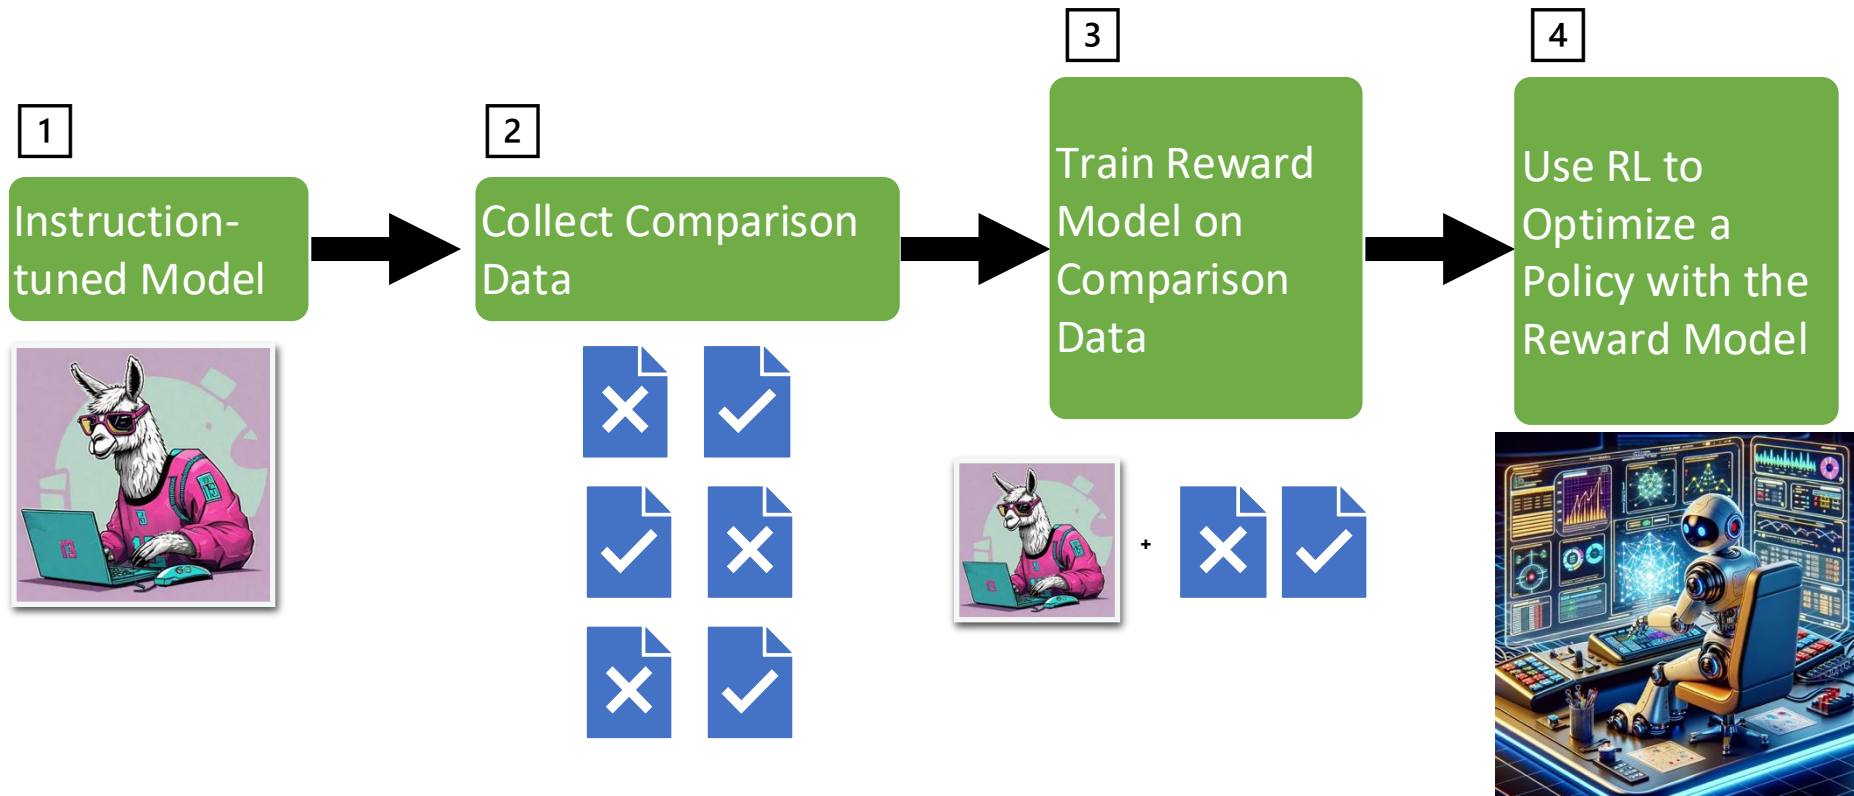 1
Instruction-
tuned Model
2
Collect Comparison
Data
3
Train Reward
Model on
Comparison
Data
+
4
Use RL to
Optimize a
Policy with the
Reward Model